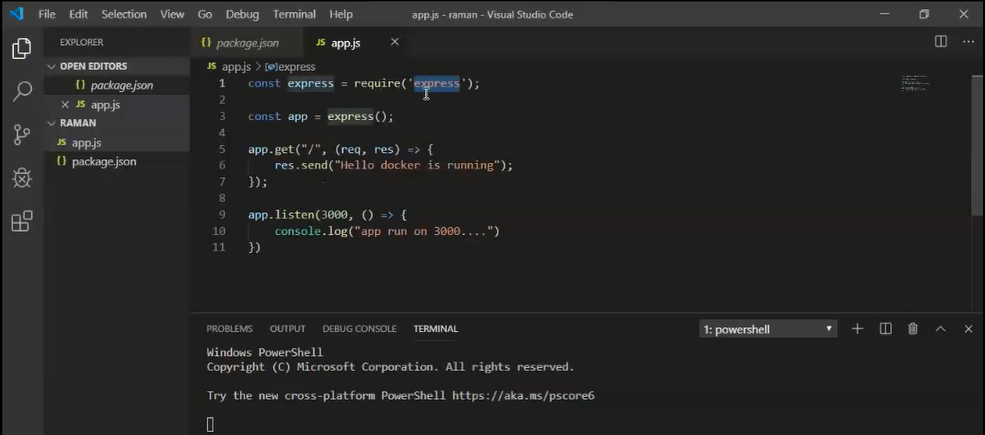 File Edit Selection View Go Debug Terminal Help app.js - raman - Visual Studio Code
EXPLORER
OPEN EDITORS
package.json
app.js
RAMAN
JS app.js
package.json
{} package.json JS app.js
JS app.js > express
1 const express = require('express');
2
3 const app = express();
4
5 app.get("/", (req, res) => {
6 res.send("Hello docker is running");
7 });
8
9 app.listen(3000, () => {
10 console.log("app run on 3000....")
11 })
PROBLEMS OUTPUT DEBUG CONSOLE TERMINAL 1: powershell
Windows PowerShell
Copyright (C) Microsoft Corporation. All rights reserved.
Try the new cross-platform PowerShell https://aka.ms/pscore6